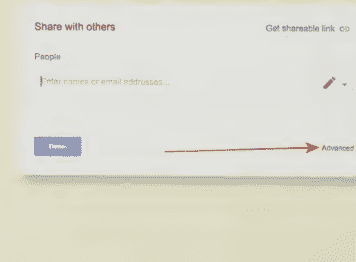 Share with others
Get shareable link
People
Enter names or email addresses...
Done
Advanced